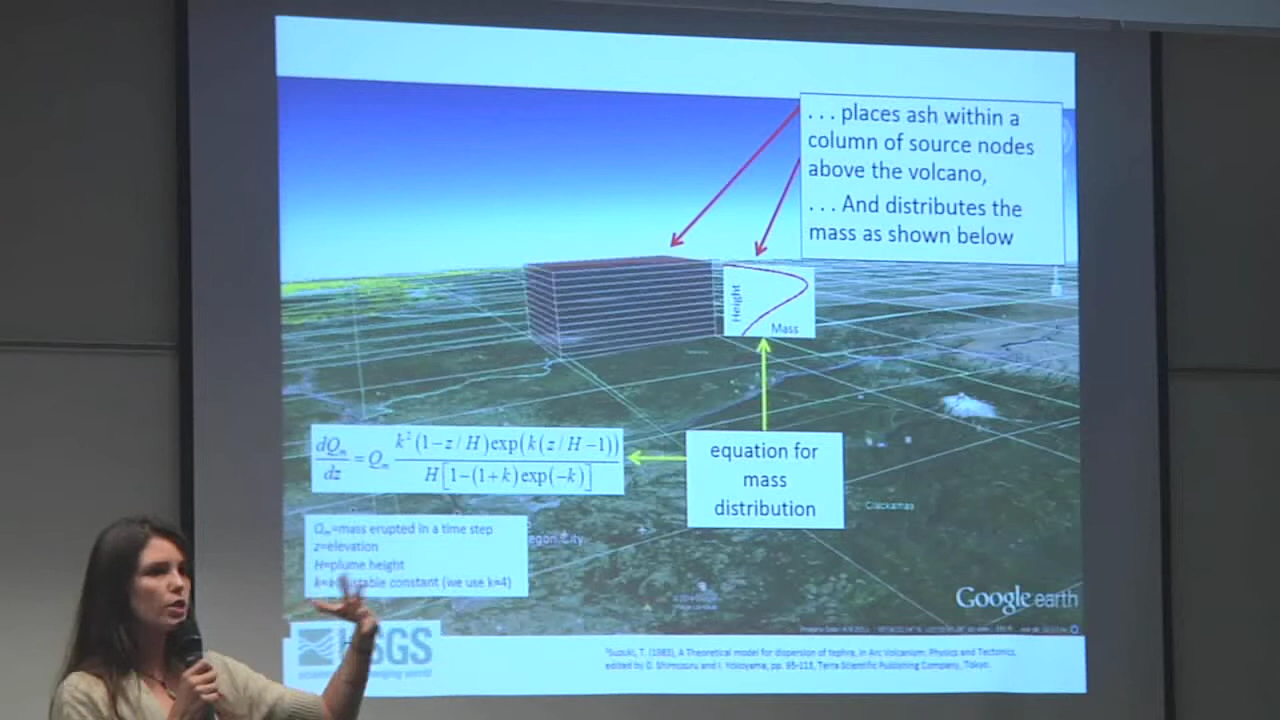 . . . places ash within a
column of source nodes
above the volcano,
. . . And distributes the
mass as shown below
Height
Mass
dQₘ/dz = Qₘ k²(1−z/H)exp(k(z/H−1)) / H[1−(1+k)exp(−k)]
equation for
mass
distribution
Qₘ=mass erupted in a time step
z=elevation
H=plume height
k=adjustable constant (we use k=4)
egon City
Clackamas
Google earth
USGS
¹Suzuki, T. (1983), A Theoretical model for dispersion of tephra, in Arc Volcanism: Physics and Tectonics,
edited by D. Shimozuru and I. Yokoyama, pp. 95-113, Terra Scientific Publishing Company, Tokyo.